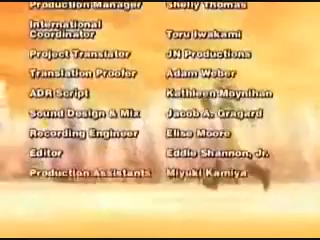 Production Manager Shelly Thomas
International
Coordinator Toru Iwakami
Project Translator JN Productions
Translation Proofer Adam Weber
ADR Script Kathleen Moynihan
Sound Design & Mix Jacob A. Gragard
Recording Engineer Elise Moore
Editor Eddie Shannon, Jr.
Production Assistants Miyuki Kamiya